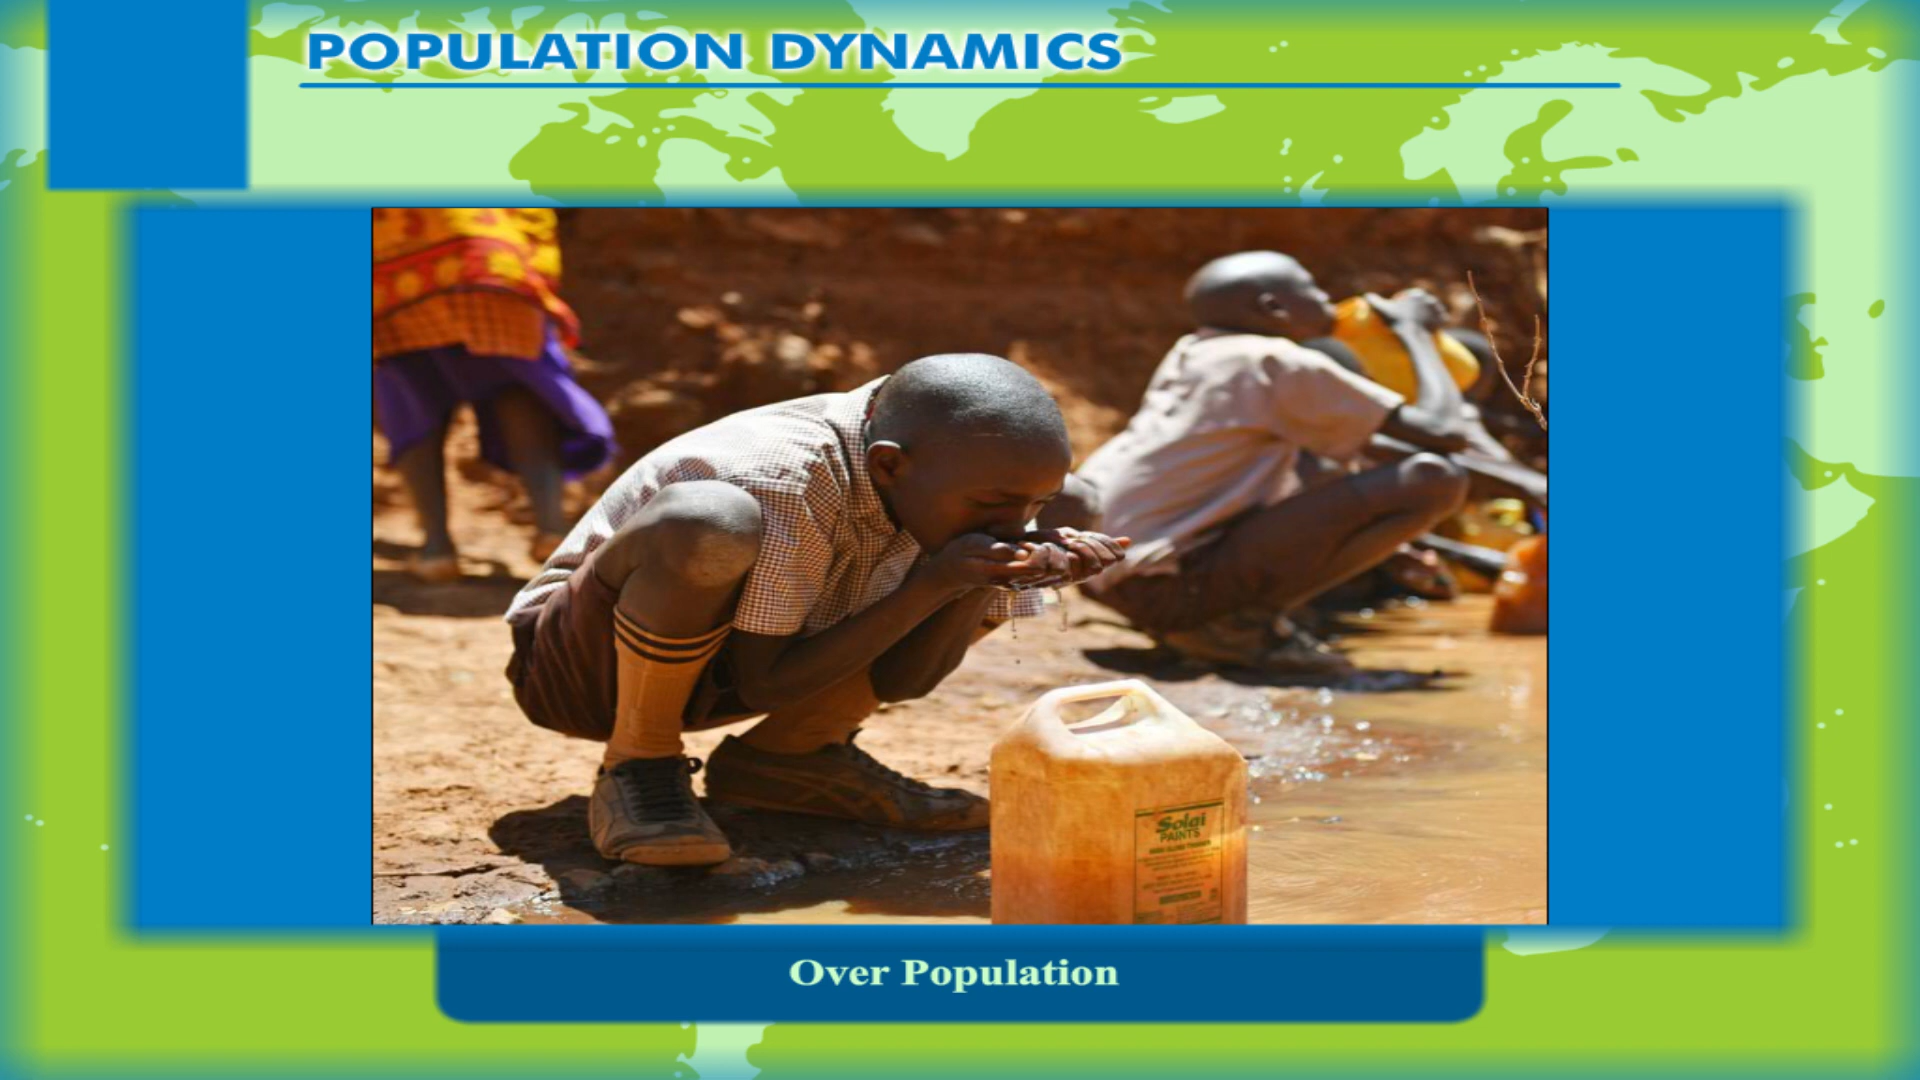 POPULATION DYNAMICS
Solai
PAINTS
Over Population